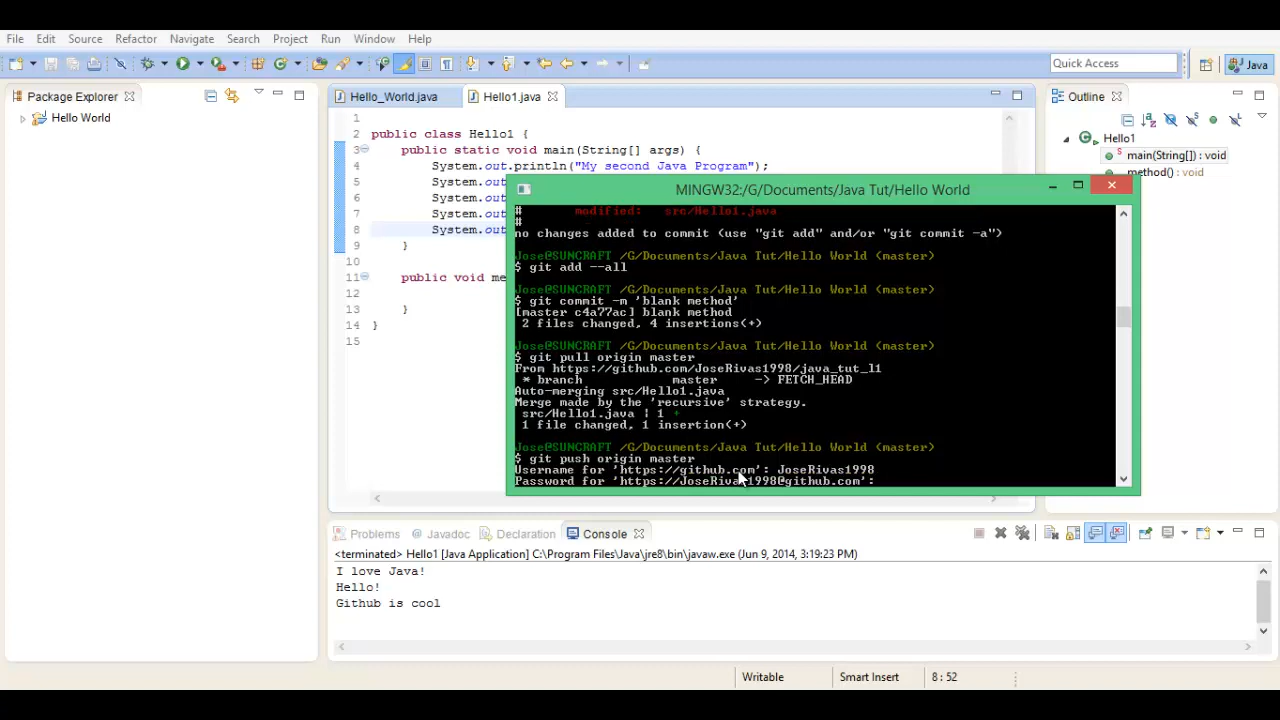 File Edit Source Refactor Navigate Search Project Run Window Help
Quick Access
Java
Package Explorer
Hello_World.java
Hello1.java
Outline
Hello World
1
2 public class Hello1 {
3 public static void main(String[] args) {
4 System.out.println("My second Java Program");
5 System.out
6 System.out
7 System.out
8 System.out
9 }
10
11 public void me
12
13 }
14 }
15
Hello1
main(String[]) : void
method() : void
MINGW32:/G/Documents/Java Tut/Hello World
# modified: src/Hello1.java
#
no changes added to commit (use "git add" and/or "git commit -a")
Jose@SUNCRAFT /G/Documents/Java Tut/Hello World (master)
$ git add --all
Jose@SUNCRAFT /G/Documents/Java Tut/Hello World (master)
$ git commit -m 'blank method'
[master c4a77ac] blank method
2 files changed, 4 insertions(+)
Jose@SUNCRAFT /G/Documents/Java Tut/Hello World (master)
$ git pull origin master
From https://github.com/JoseRivas1998/java_tut_l1
* branch master -> FETCH_HEAD
Auto-merging src/Hello1.java
Merge made by the 'recursive' strategy.
src/Hello1.java | 1 +
1 file changed, 1 insertion(+)
Jose@SUNCRAFT /G/Documents/Java Tut/Hello World (master)
$ git push origin master
Username for 'https://github.com': JoseRivas1998
Password for 'https://JoseRivas1998@github.com':
Problems @ Javadoc Declaration Console
<terminated> Hello1 [Java Application] C:\Program Files\Java\jre8\bin\javaw.exe (Jun 9, 2014, 3:19:23 PM)
I love Java!
Hello!
Github is cool
Writable Smart Insert 8 : 52